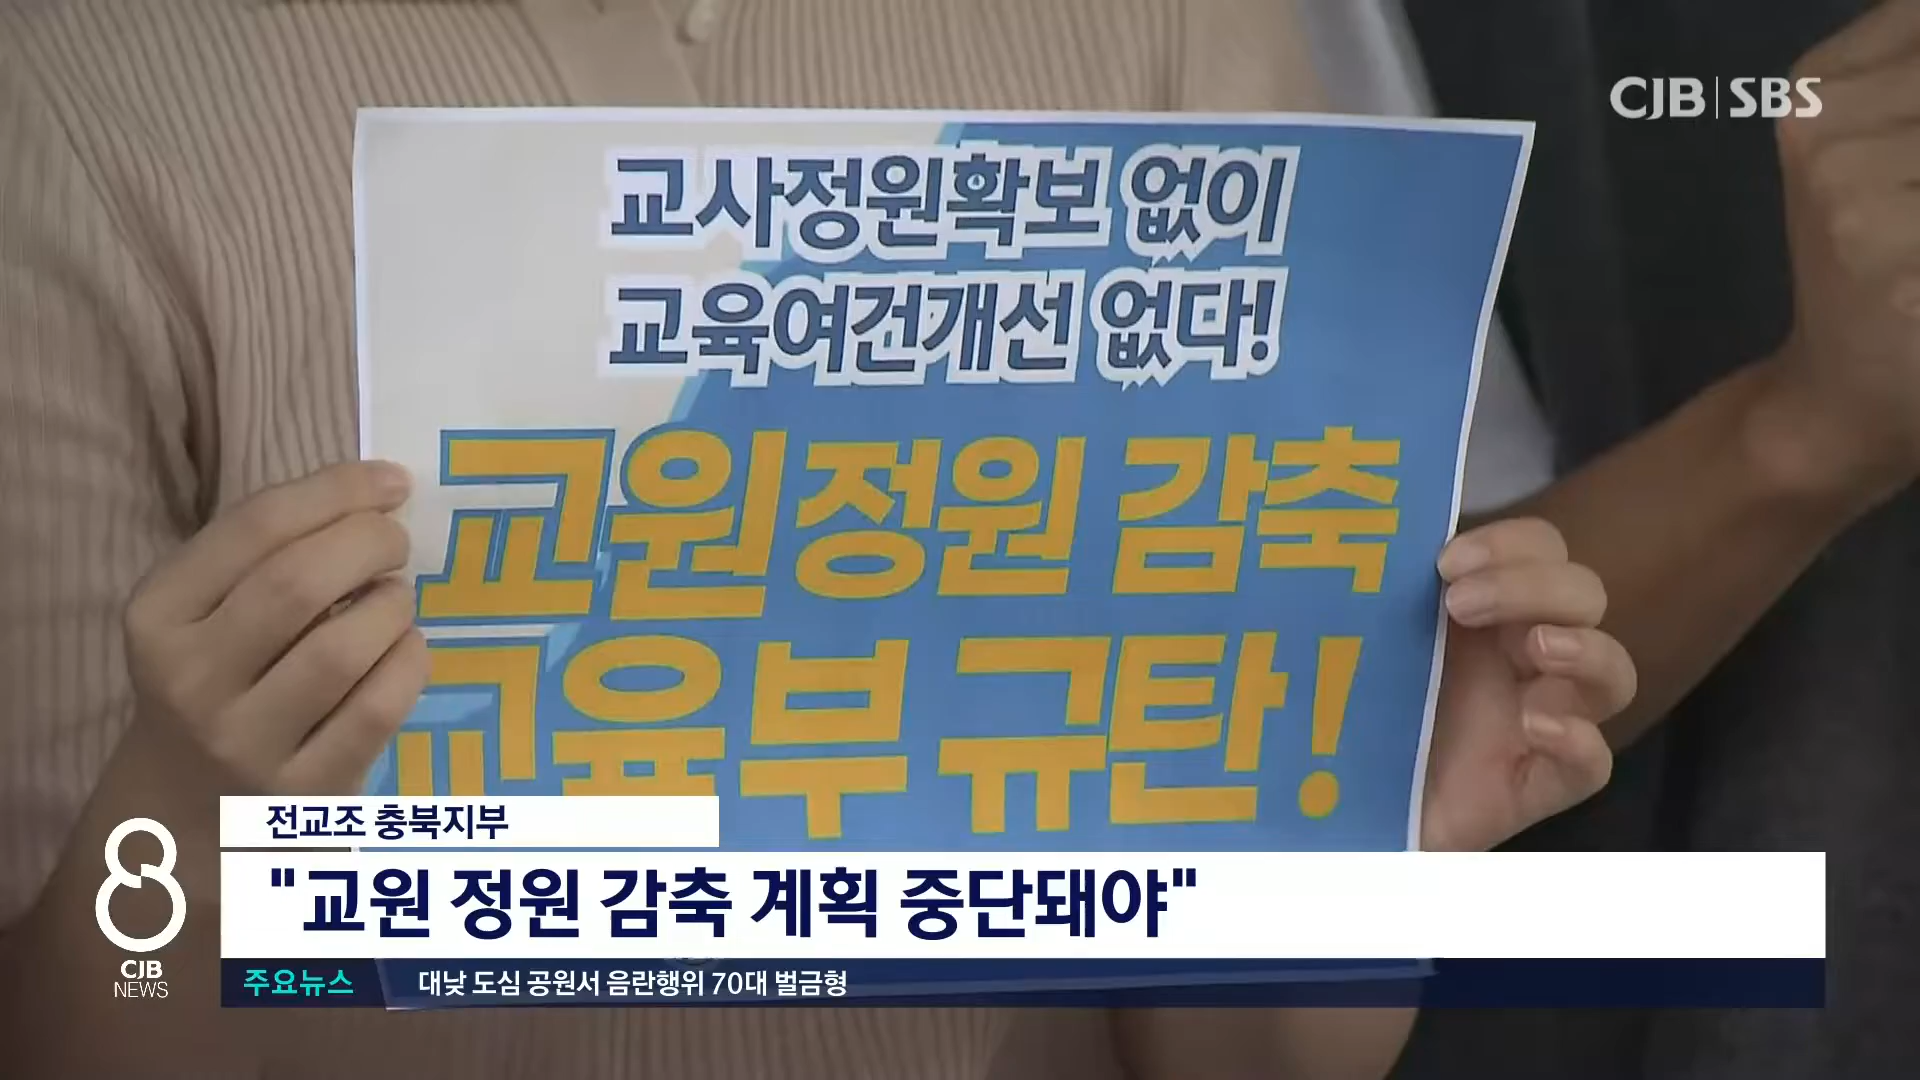 CJB SBS
교사정원확보 없이
교육여건개선 없다!
교원정원 감축
교육부 규탄!
전교조 충북지부
"교원 정원 감축 계획 중단돼야"
8
CJB
NEWS
주요뉴스 대낮 도심 공원서 음란행위 70대 벌금형